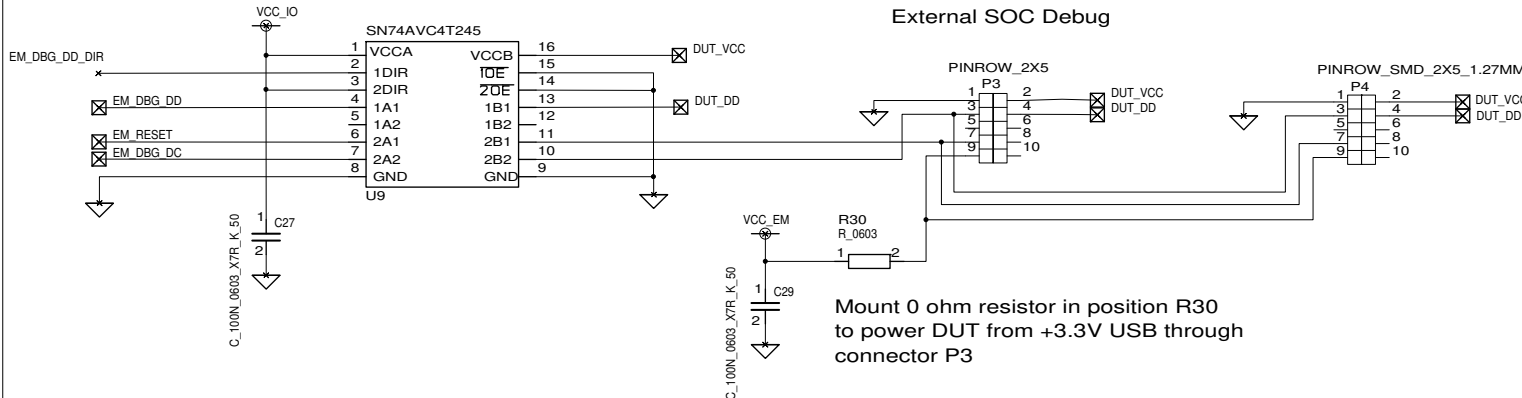 External SOC Debug
VCC_IO
SN74AVC4T245
EM_DBG_DD_DIR
1 VCCA VCCB 16 DUT_VCC
2 1DIR 1OE 15
3 2DIR 2OE 14
EM_DBG_DD 4 1A1 1B1 13 DUT_DD
5 1A2 1B2 12
EM_RESET 6 2A1 2B1 11
EM_DBG_DC 7 2A2 2B2 10
8 GND GND 9
U9
1 C27
2
C_100N_0603_X7R_K_50
PINROW_2X5
P3
1 2 DUT_VCC
3 4 DUT_DD
5 6
7 8
9 10
PINROW_SMD_2X5_1.27MM
P4
1 2 DUT_VCC
3 4 DUT_DD
5 6
7 8
9 10
VCC_EM
R30
R_0603
1 2
1 C29
2
C_100N_0603_X7R_K_50
Mount 0 ohm resistor in position R30
to power DUT from +3.3V USB through
connector P3